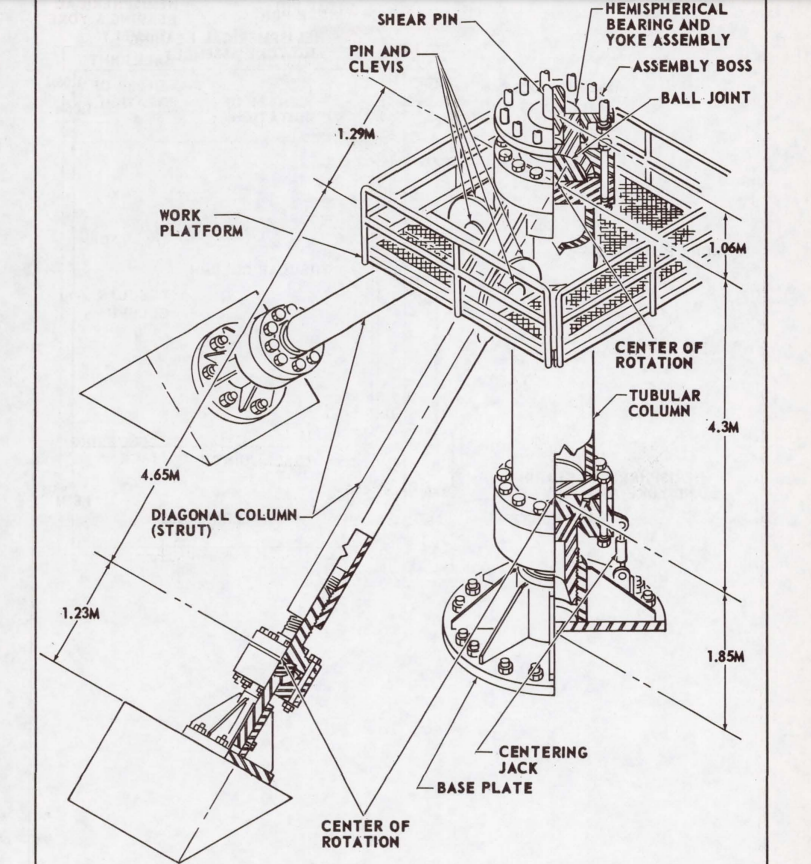 SHEAR PIN
HEMISPHERICAL
BEARING AND
YOKE ASSEMBLY
PIN AND
CLEVIS
ASSEMBLY BOSS
BALL JOINT
1.29M
WORK
PLATFORM
1.06M
CENTER OF
ROTATION
TUBULAR
COLUMN
4.3M
4.65M
DIAGONAL COLUMN
(STRUT)
1.23M
1.85M
CENTERING
JACK
BASE PLATE
CENTER OF
ROTATION